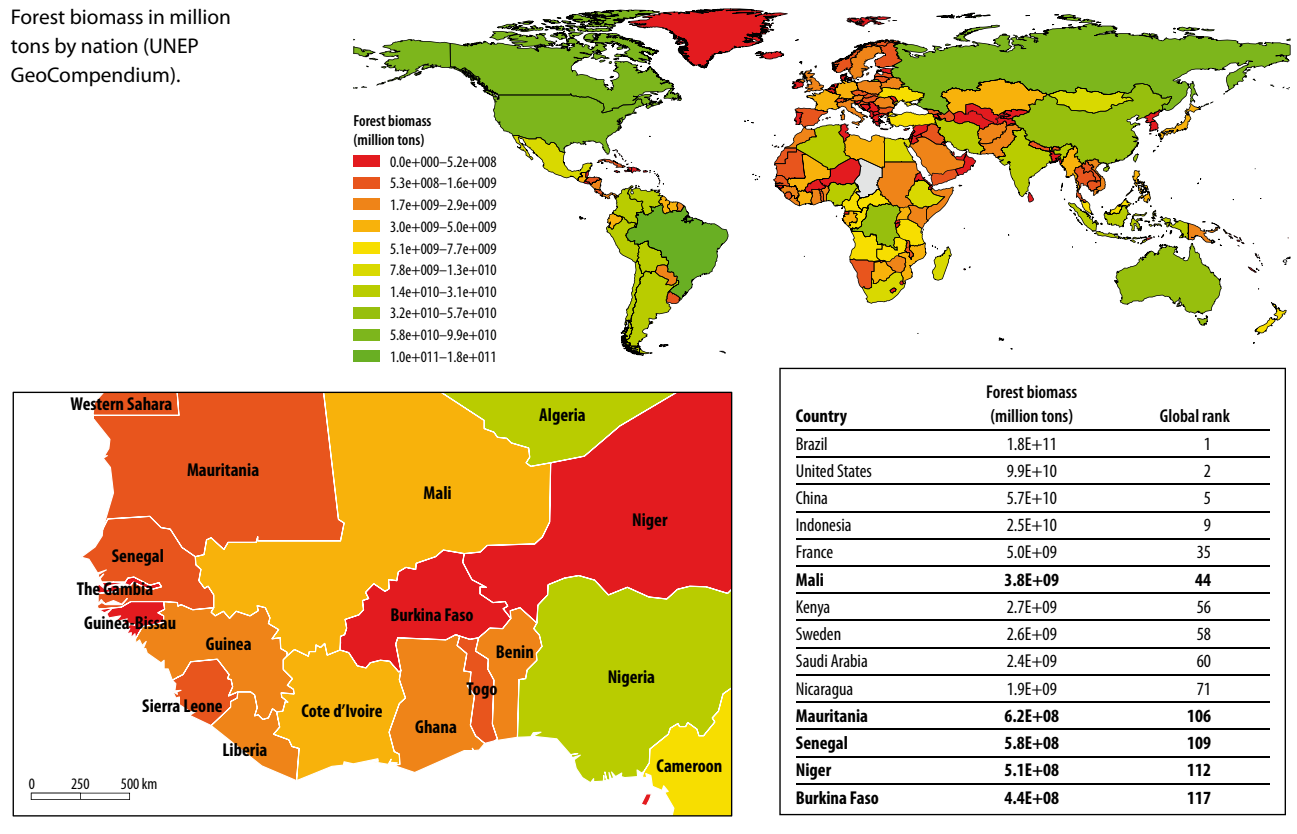 Forest biomass in million
tons by nation (UNEP
GeoCompendium).
Forest biomass
(million tons)
0.0e+000–5.2e+008
5.3e+008–1.6e+009
1.7e+009–2.9e+009
3.0e+009–5.0e+009
5.1e+009–7.7e+009
7.8e+009–1.3e+010
1.4e+010–3.1e+010
3.2e+010–5.7e+010
5.8e+010–9.9e+010
1.0e+011–1.8e+011
Western Sahara
Algeria
Mauritania
Mali
Niger
Senegal
The Gambia
Guinea-Bissau
Burkina Faso
Guinea
Benin
Nigeria
Togo
Sierra Leone
Cote d'Ivoire
Ghana
Liberia
Cameroon
0 250 500 km
Forest biomass
Country (million tons) Global rank
Brazil 1.8E+11 1
United States 9.9E+10 2
China 5.7E+10 5
Indonesia 2.5E+10 9
France 5.0E+09 35
Mali 3.8E+09 44
Kenya 2.7E+09 56
Sweden 2.6E+09 58
Saudi Arabia 2.4E+09 60
Nicaragua 1.9E+09 71
Mauritania 6.2E+08 106
Senegal 5.8E+08 109
Niger 5.1E+08 112
Burkina Faso 4.4E+08 117